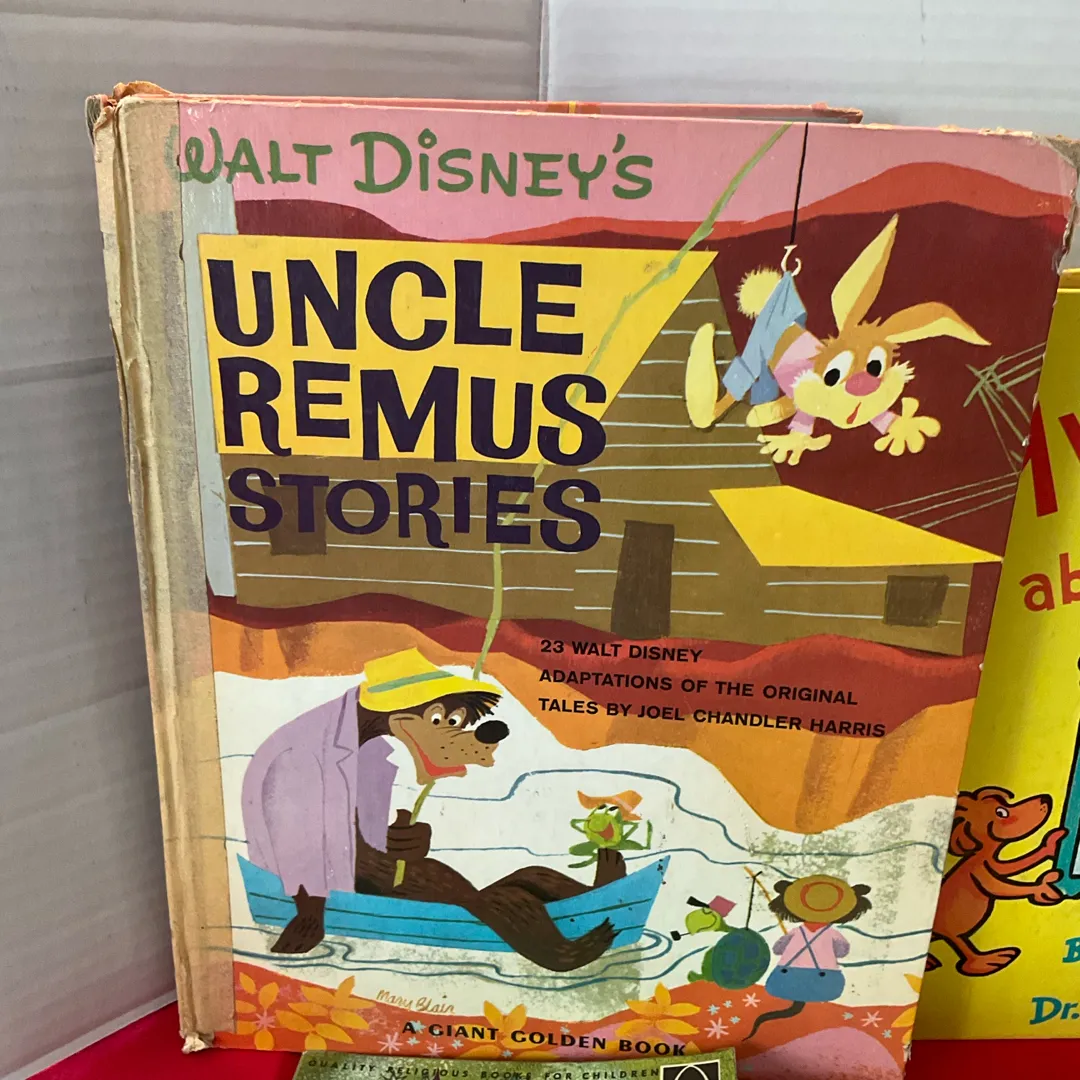 WALT DISNEY'S
UNCLE
REMUS
STORIES
23 WALT DISNEY
ADAPTATIONS OF THE ORIGINAL
TALES BY JOEL CHANDLER HARRIS
Mary Blair
A GIANT GOLDEN BOOK
QUALITY RELIGIOUS BOOKS FOR CHILDREN
Dr.